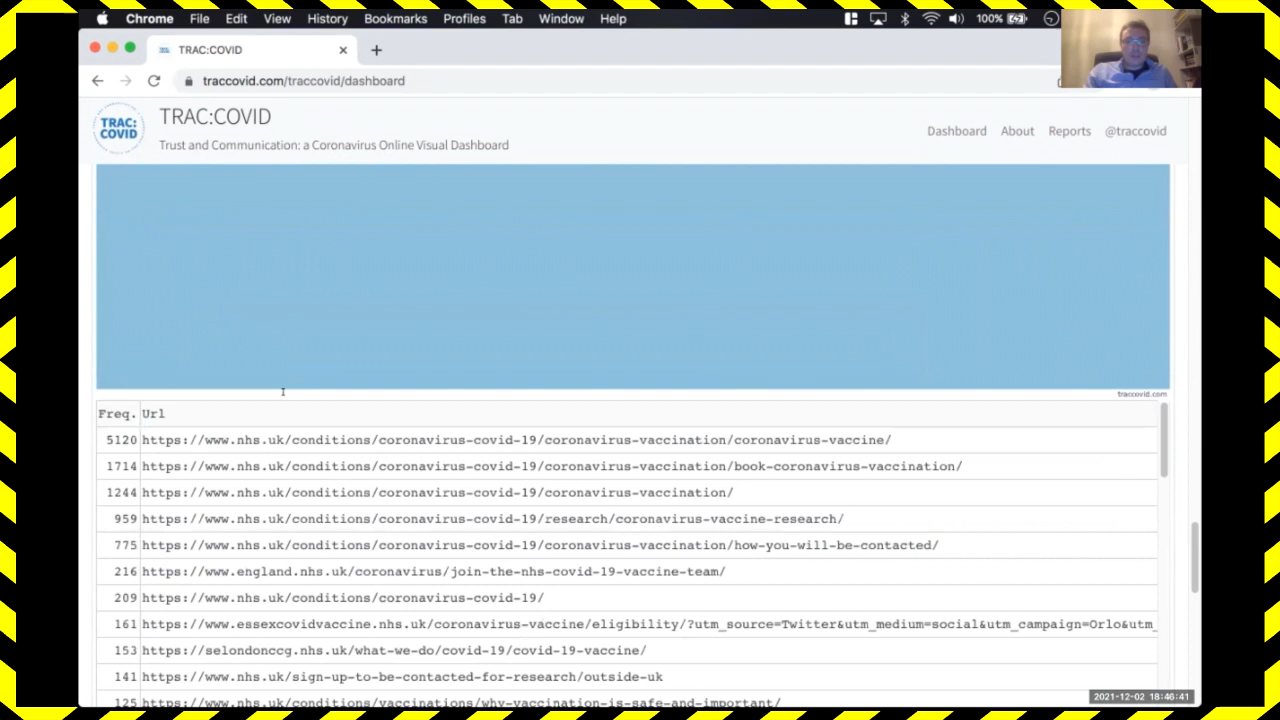 Chrome File Edit View History Bookmarks Profiles Tab Window Help 100%
TRAC:COVID
traccovid.com/traccovid/dashboard
TRAC:
COVID
TRAC:COVID
Trust and Communication: a Coronavirus Online Visual Dashboard
Dashboard About Reports @traccovid
traccovid.com
Freq. Url
5120 https://www.nhs.uk/conditions/coronavirus-covid-19/coronavirus-vaccination/coronavirus-vaccine/
1714 https://www.nhs.uk/conditions/coronavirus-covid-19/coronavirus-vaccination/book-coronavirus-vaccination/
1244 https://www.nhs.uk/conditions/coronavirus-covid-19/coronavirus-vaccination/
959 https://www.nhs.uk/conditions/coronavirus-covid-19/research/coronavirus-vaccine-research/
775 https://www.nhs.uk/conditions/coronavirus-covid-19/coronavirus-vaccination/how-you-will-be-contacted/
216 https://www.england.nhs.uk/coronavirus/join-the-nhs-covid-19-vaccine-team/
209 https://www.nhs.uk/conditions/coronavirus-covid-19/
161 https://www.essexcovidvaccine.nhs.uk/coronavirus-vaccine/eligibility/?utm_source=Twitter&utm_medium=social&utm_campaign=Orlo&utm_
153 https://selondonccg.nhs.uk/what-we-do/covid-19/covid-19-vaccine/
141 https://www.nhs.uk/sign-up-to-be-contacted-for-research/outside-uk
125
2021-12-02 18:46:41